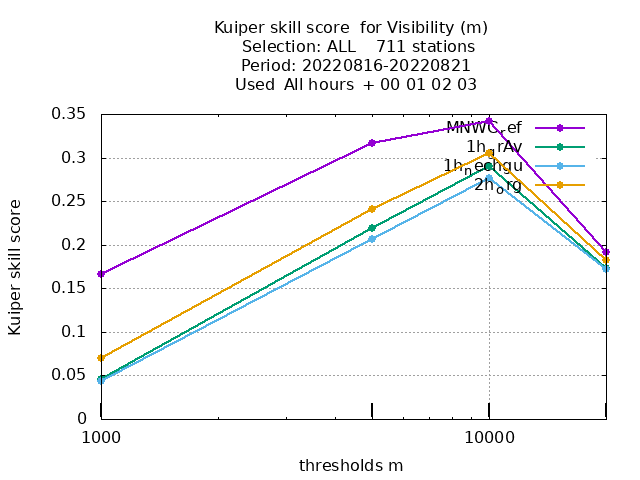 Kuiper skill score  for Visibility (m)
Selection: ALL    711 stations
Period: 20220816-20220821
Used  All hours  + 00 01 02 03
0.35
0.3
0.25
0.2
0.15
0.1
0.05
0
Kuiper skill score
2h_org
1000
10000
thresholds m